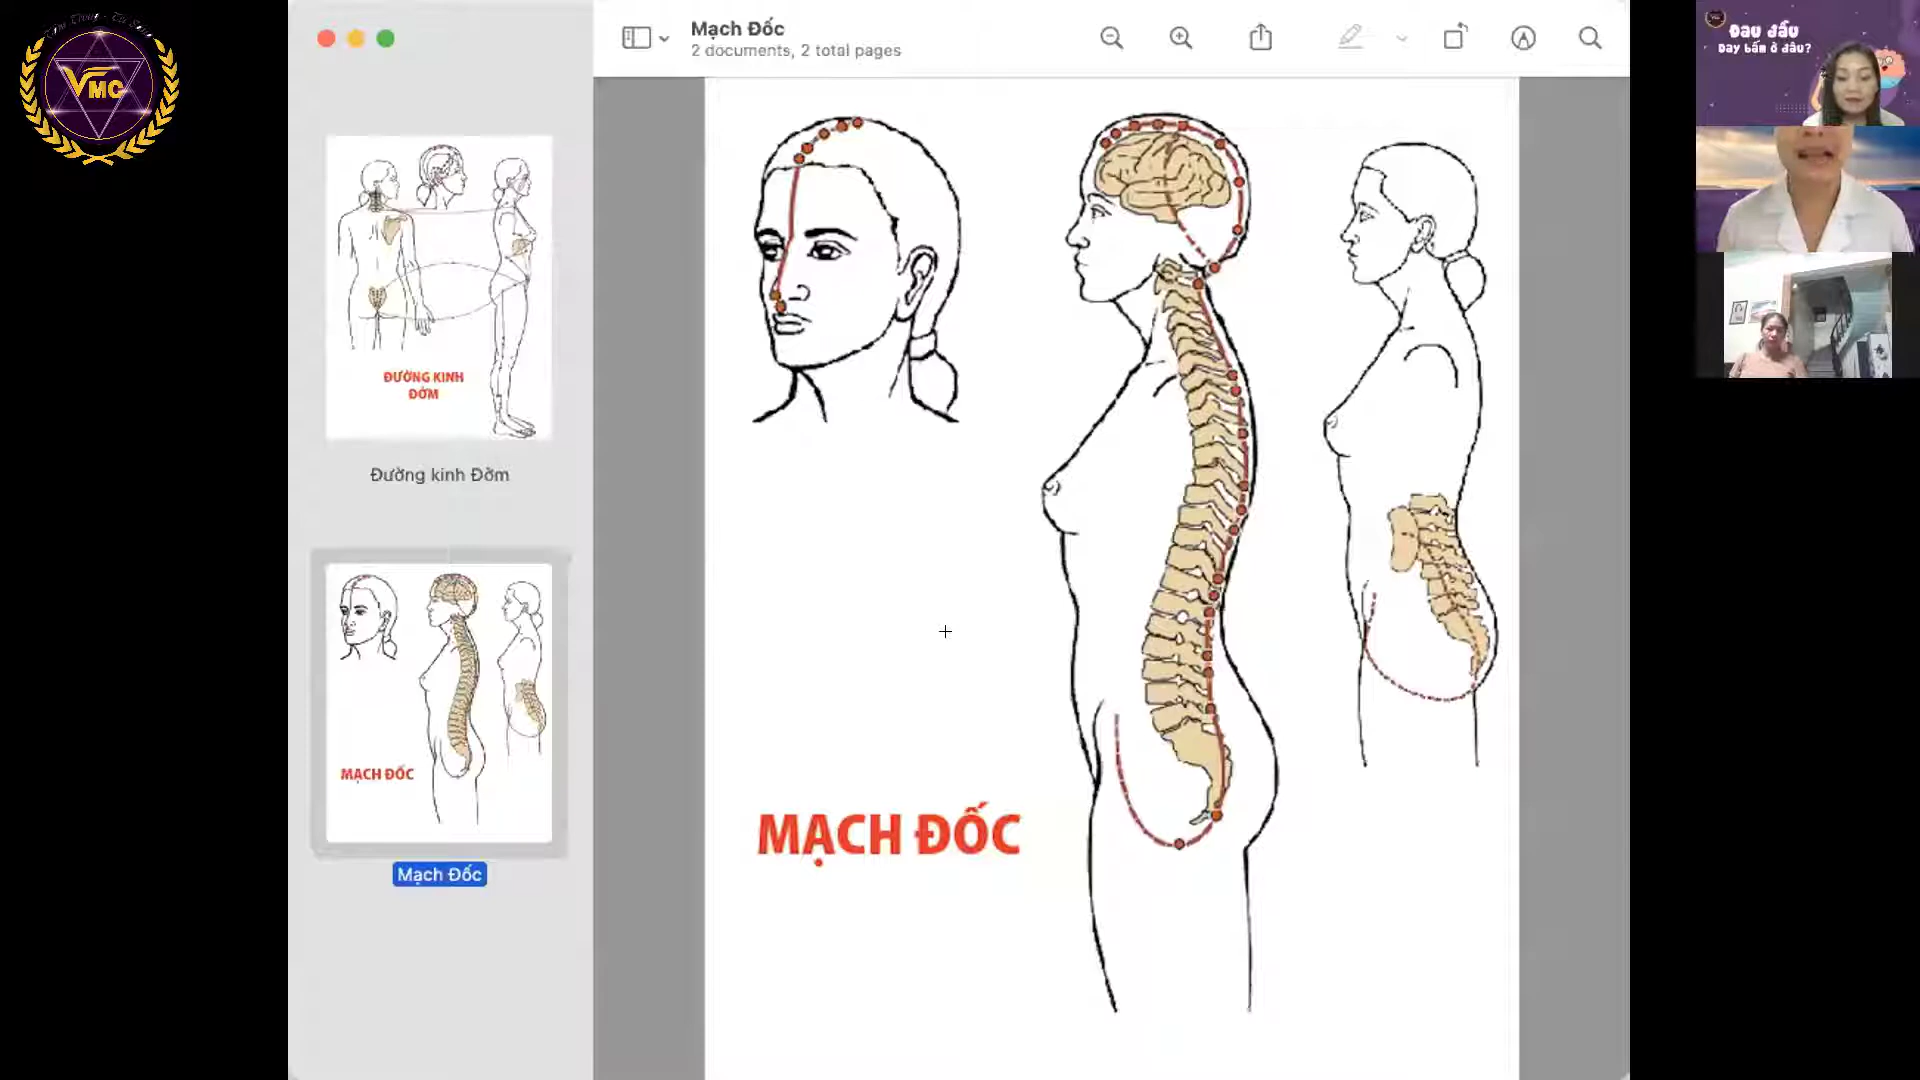 VMC
Mạch Đốc
2 documents, 2 total pages
ĐƯỜNG KINH
ĐỞM
Đường kinh Đởm
MẠCH ĐỐC
Mạch Đốc
MẠCH ĐỐC
Đau đầu
Day bấm ở đâu?